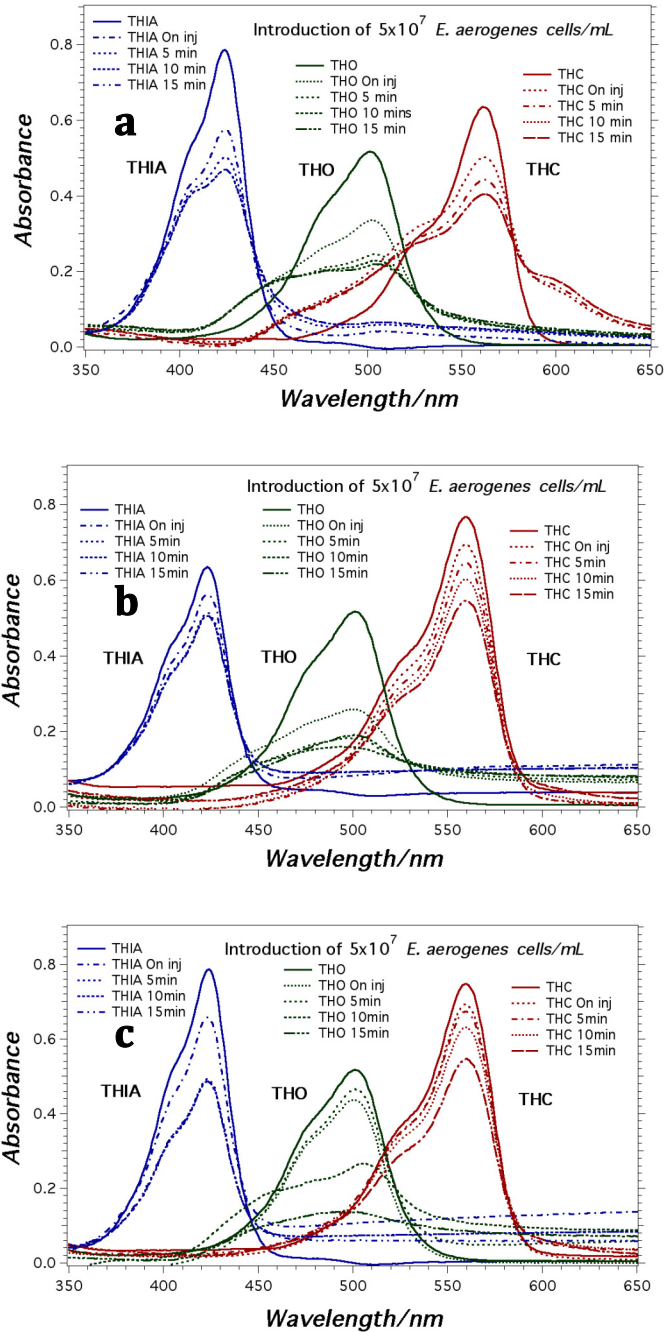 Introduction of 5x10⁷ E. aerogenes cells/mL
THIA
THIA On inj
THIA 5 min
THIA 10 min
THIA 15 min
THO
THO On inj
THO 5 min
THO 10 mins
THO 15 min
THC
THC On inj
THC 5 min
THC 10 min
THC 15 min
a
THIA
THO
THC
Absorbance
0.8
0.6
0.4
0.2
0.0
350
400
450
500
550
600
650
Wavelength/nm
Introduction of 5x10⁷ E. aerogenes cells/mL
THIA
THIA On inj
THIA 5min
THIA 10min
THIA 15min
THO
THO On inj
THO 5min
THO 10min
THO 15min
THC
THC On inj
THC 5min
THC 10min
THC 15min
b
THIA
THO
THC
Absorbance
0.8
0.6
0.4
0.2
0.0
350
400
450
500
550
600
650
Wavelength/nm
Introduction of 5x10⁷ E. aerogenes cells/mL
THIA
THIA On inj
THIA 5min
THIA 10min
THIA 15min
THO
THO On inj
THO 5min
THO 10min
THO 15min
THC
THC On inj
THC 5min
THC 10min
THC 15min
c
THIA
THO
THC
Absorbance
0.8
0.6
0.4
0.2
0.0
350
400
450
500
550
600
650
Wavelength/nm